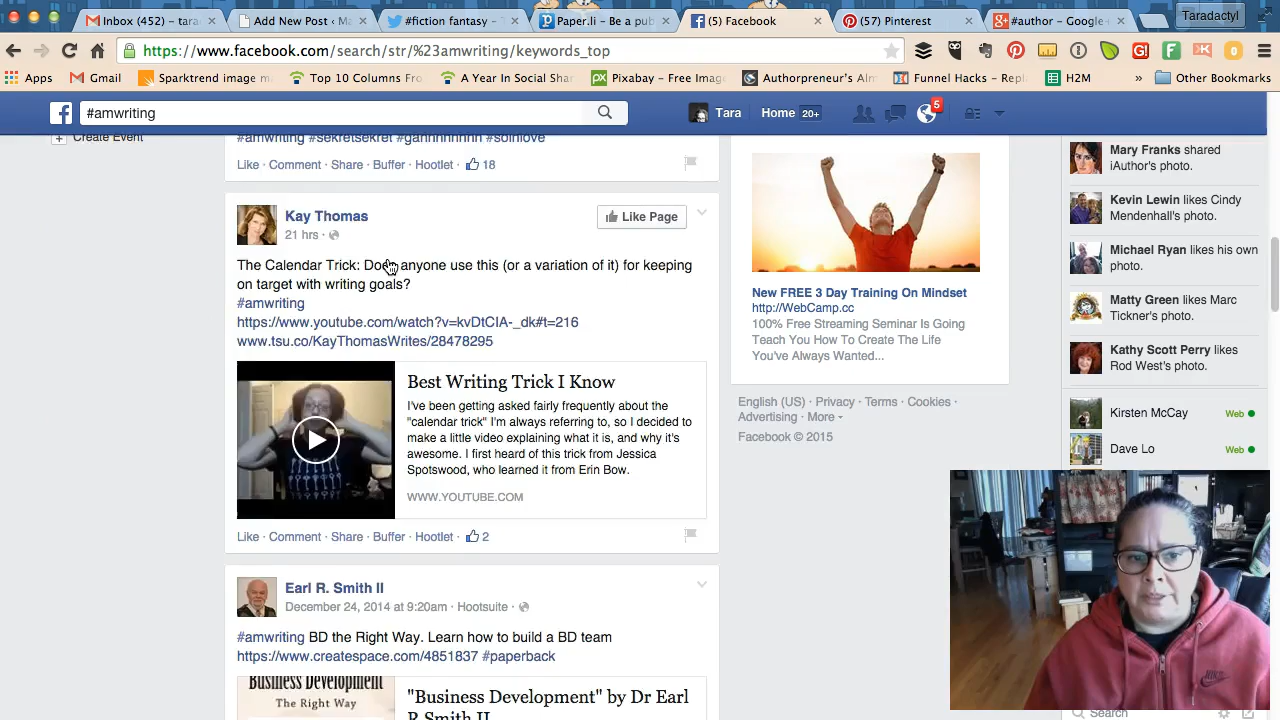 Inbox (452) – tara
Add New Post ‹ M
#fiction fantasy - T
Paper.li – Be a pub
(5) Facebook
(57) Pinterest
#author - Google
Taradactyl
https://www.facebook.com/search/str/%23amwriting/keywords_top
Apps
Gmail
Sparktrend image m
Top 10 Columns Fro
A Year In Social Shar
Pixabay - Free Image
Authorpreneur's Alm
Funnel Hacks - Repl
H2M
»
Other Bookmarks
#amwriting
Tara
Home 20+
5
Create Event
#amwriting #sekretsekret #gahhhhhhhh #soinlove
Like · Comment · Share · Buffer · Hootlet · 18
Kay Thomas
21 hrs ·
Like Page
The Calendar Trick: Does anyone use this (or a variation of it) for keeping
on target with writing goals?
#amwriting
https://www.youtube.com/watch?v=kvDtCIA-_dk#t=216
www.tsu.co/KayThomasWrites/28478295
Best Writing Trick I Know
I've been getting asked fairly frequently about the
"calendar trick" I'm always referring to, so I decided to
make a little video explaining what it is, and why it's
awesome. I first heard of this trick from Jessica
Spotswood, who learned it from Erin Bow.
WWW.YOUTUBE.COM
Like · Comment · Share · Buffer · Hootlet · 2
Earl R. Smith II
December 24, 2014 at 9:20am · Hootsuite ·
#amwriting BD the Right Way. Learn how to build a BD team
https://www.createspace.com/4851837 #paperback
Business Development
The Right Way
"Business Development" by Dr Earl
R Smith II
New FREE 3 Day Training On Mindset
http://WebCamp.cc
100% Free Streaming Seminar Is Going
Teach You How To Create The Life
You've Always Wanted...
English (US) · Privacy · Terms · Cookies ·
Advertising · More
Facebook © 2015
Mary Franks shared
iAuthor's photo.
Kevin Lewin likes Cindy
Mendenhall's photo.
Michael Ryan likes his own
photo.
Matty Green likes Marc
Tickner's photo.
Kathy Scott Perry likes
Rod West's photo.
Kirsten McCay
Web
Dave Lo
Web
Search